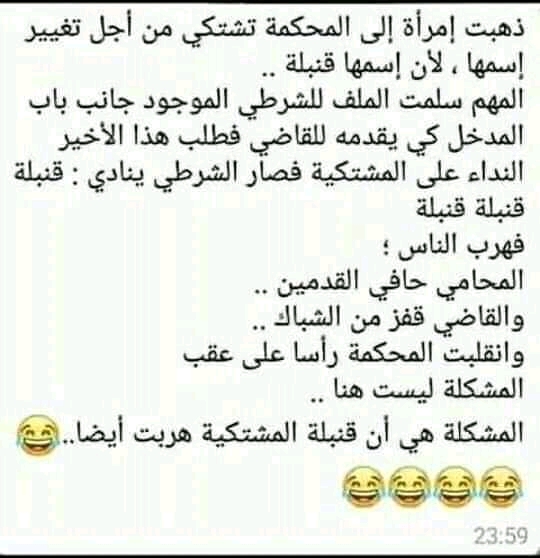 ذهبت إمرأة إلى المحكمة تشتكي من أجل تغيير
إسمها ، لأن إسمها قنبلة ..
المهم سلمت الملف للشرطي الموجود جانب باب
المدخل كي يقدمه للقاضي فطلب هذا الأخير
النداء على المشتكية فصار الشرطي ينادي : قنبلة
قنبلة قنبلة
فهرب الناس ؛
المحامي حافي القدمين ..
والقاضي قفز من الشباك ..
وانقلبت المحكمة رأسا على عقب
المشكلة ليست هنا ..
المشكلة هي أن قنبلة المشتكية هربت أيضا..😂
😂😂😂😂
23:59